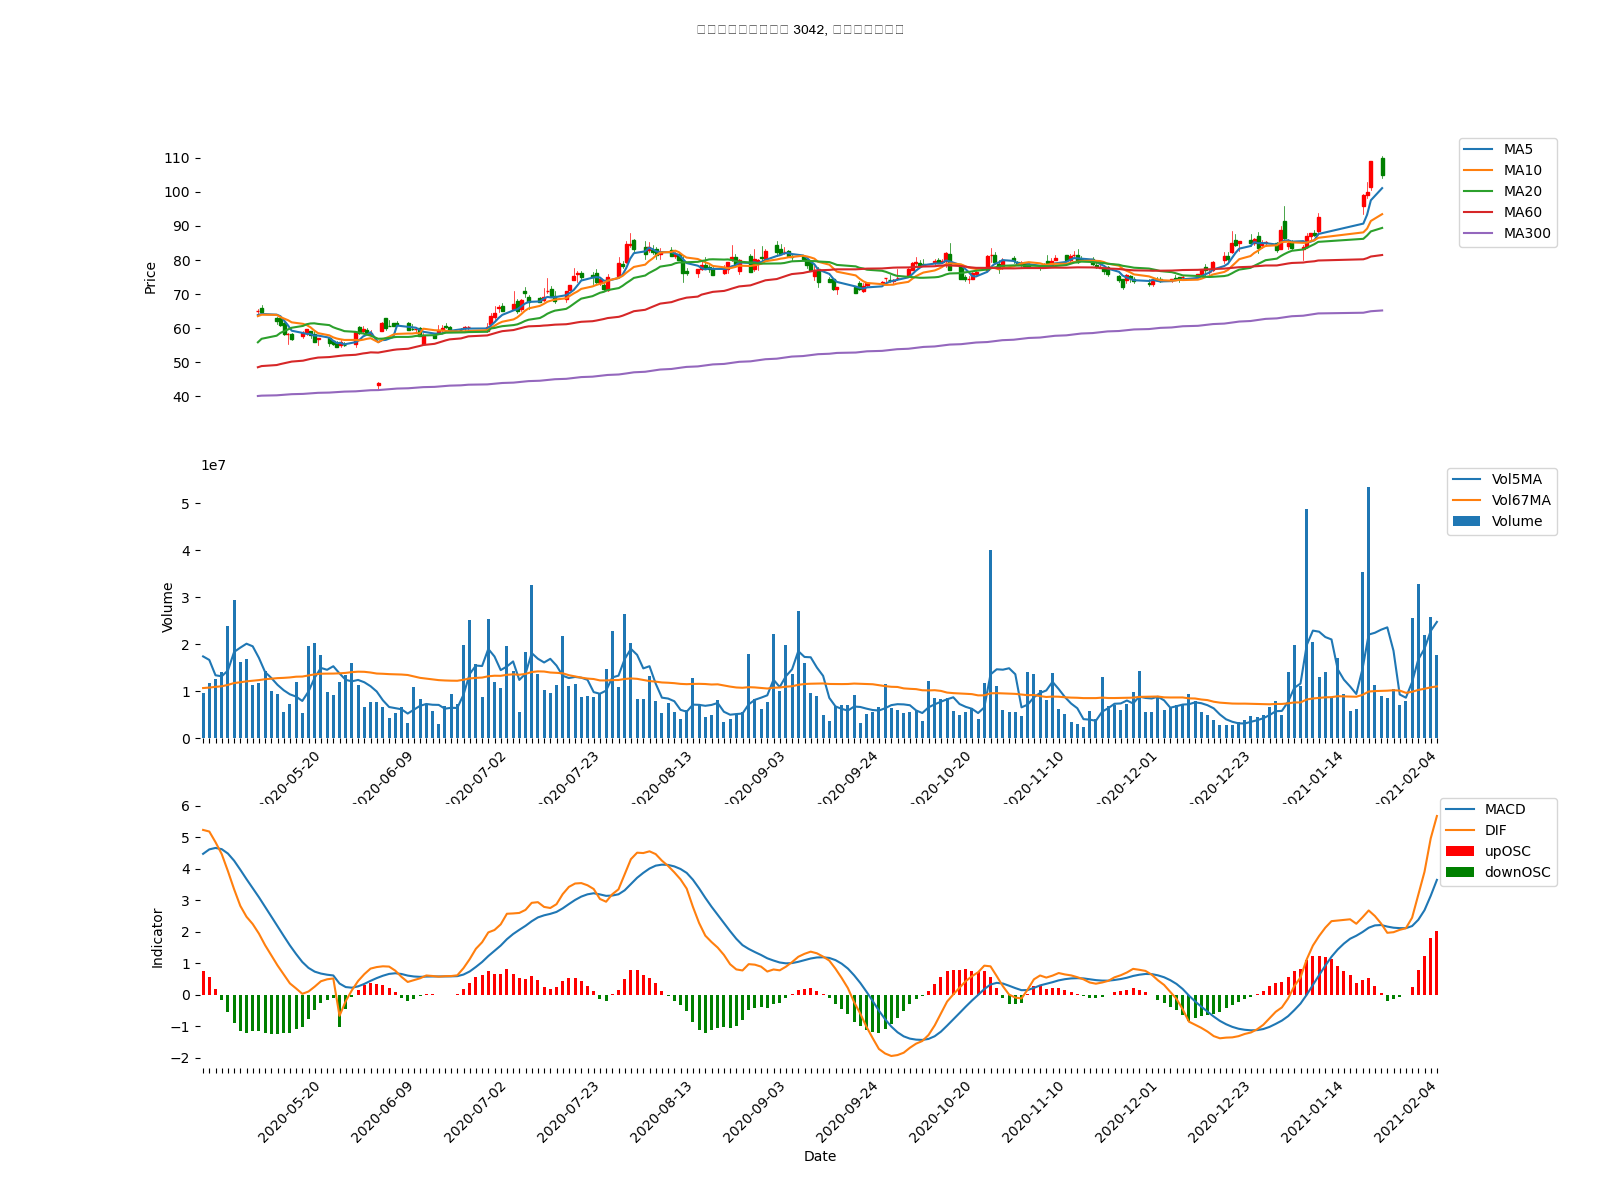 3042,
Price
110
100
90
80
70
60
50
40
MA5
MA10
MA20
MA60
MA300
1e7
Volume
5
4
3
2
1
0
Vol5MA
Vol67MA
Volume
2020-05-20
2020-06-09
2020-07-02
2020-07-23
2020-08-13
2020-09-03
2020-09-24
2020-10-20
2020-11-10
2020-12-01
2020-12-23
2021-01-14
2021-02-04
Indicator
6
5
4
3
2
1
0
−1
−2
MACD
DIF
upOSC
downOSC
2020-05-20
2020-06-09
2020-07-02
2020-07-23
2020-08-13
2020-09-03
2020-09-24
2020-10-20
2020-11-10
2020-12-01
2020-12-23
2021-01-14
2021-02-04
Date